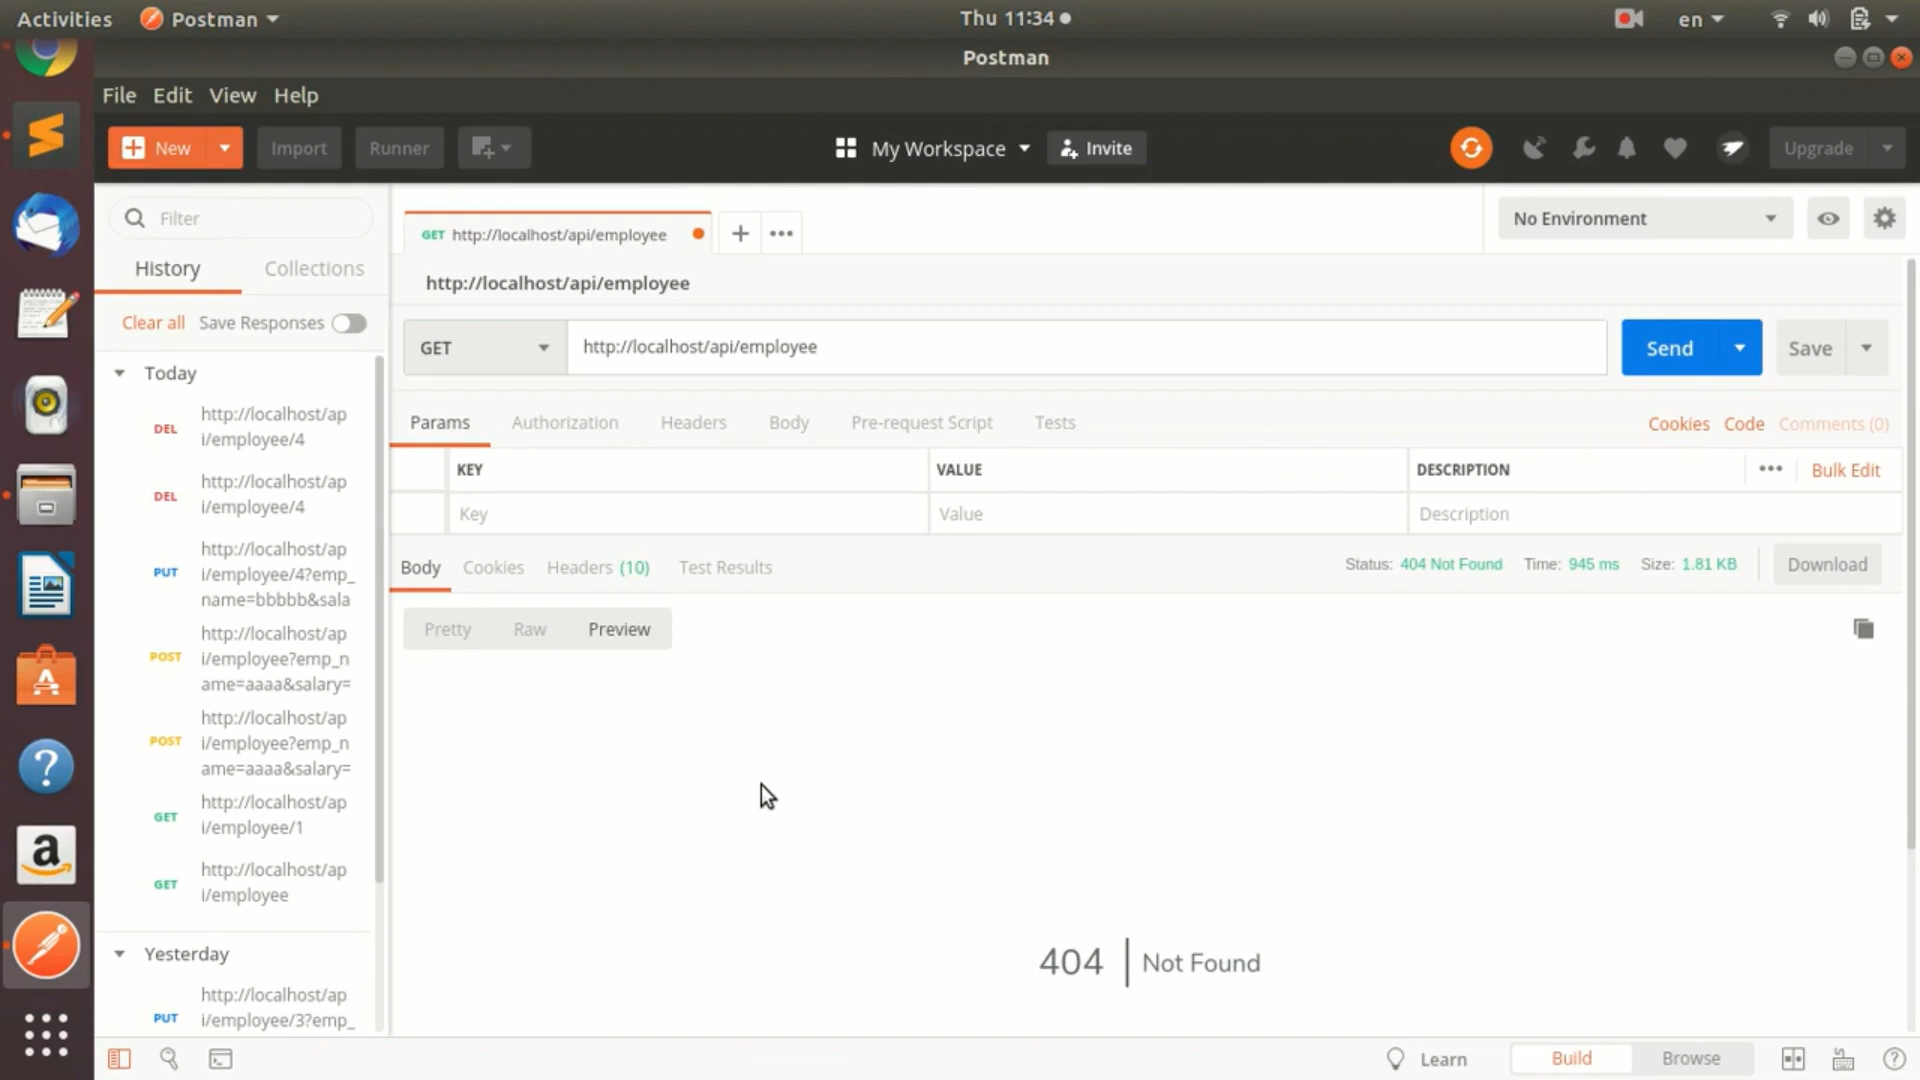 Activities Postman Thu 11:34 en
Postman
File Edit View Help
New Import Runner My Workspace Invite Upgrade
Filter
History Collections
Clear all Save Responses
Today
DEL http://localhost/ap
i/employee/4
DEL http://localhost/ap
i/employee/4
PUT http://localhost/ap
i/employee/4?emp_
name=bbbbb&sala
POST http://localhost/ap
i/employee?emp_n
ame=aaaa&salary=
POST http://localhost/ap
i/employee?emp_n
ame=aaaa&salary=
GET http://localhost/ap
i/employee/1
GET http://localhost/ap
i/employee
Yesterday
PUT http://localhost/ap
i/employee/3?emp_
GET http://localhost/api/employee
No Environment
http://localhost/api/employee
GET http://localhost/api/employee Send Save
Params Authorization Headers Body Pre-request Script Tests Cookies Code Comments (0)
KEY VALUE DESCRIPTION Bulk Edit
Key Value Description
Body Cookies Headers (10) Test Results Status: 404 Not Found Time: 945 ms Size: 1.81 KB Download
Pretty Raw Preview
404 Not Found
Learn Build Browse